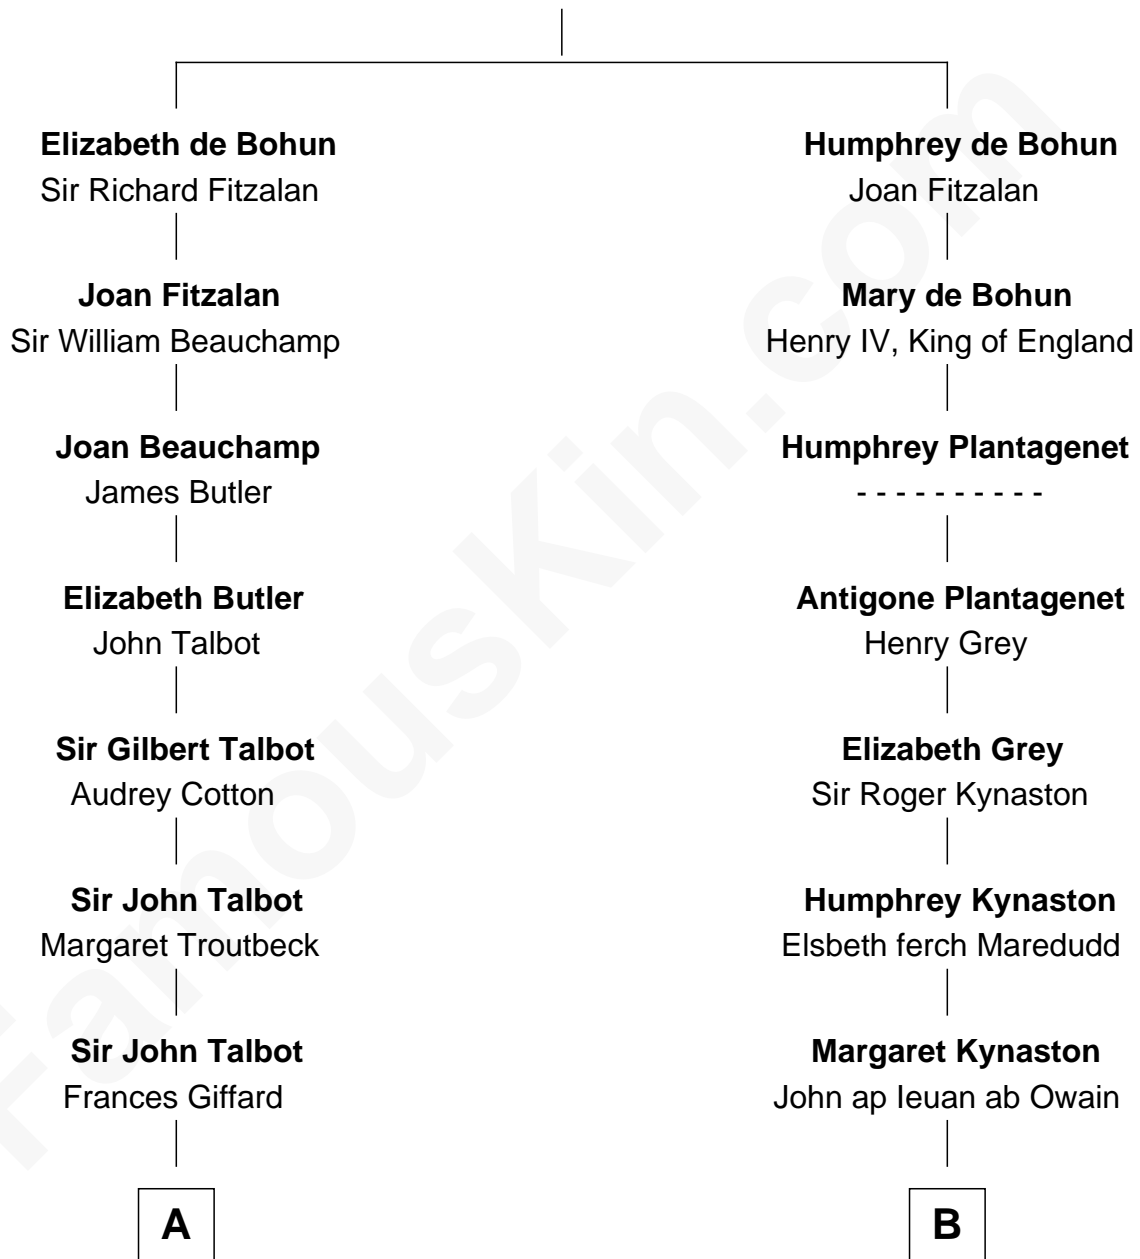 Elizabeth de Bohun
Sir Richard Fitzalan
Joan Fitzalan
Sir William Beauchamp
Joan Beauchamp
James Butler
Elizabeth Butler
John Talbot
Sir Gilbert Talbot
Audrey Cotton
Sir John Talbot
Margaret Troutbeck
Sir John Talbot
Frances Giffard
A
Humphrey de Bohun
Joan Fitzalan
Mary de Bohun
Henry IV, King of England
Humphrey Plantagenet
- - - - - - - - - -
Antigone Plantagenet
Henry Grey
Elizabeth Grey
Sir Roger Kynaston
Humphrey Kynaston
Elsbeth ferch Maredudd
Margaret Kynaston
John ap Ieuan ab Owain
B
FamousKin.com